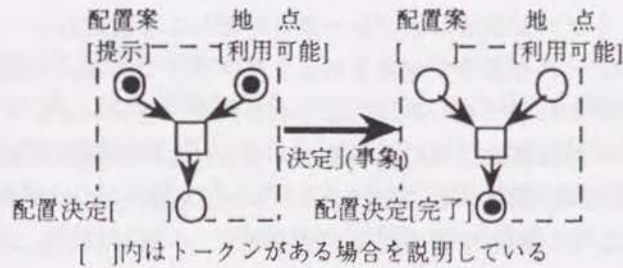 配置案 地 点 配置案 地 点
[提示] [利用可能] [ ] [利用可能]
決定](事象)
配置決定[ ] 配置決定[完了]
[ ]内はトークンがある場合を説明している